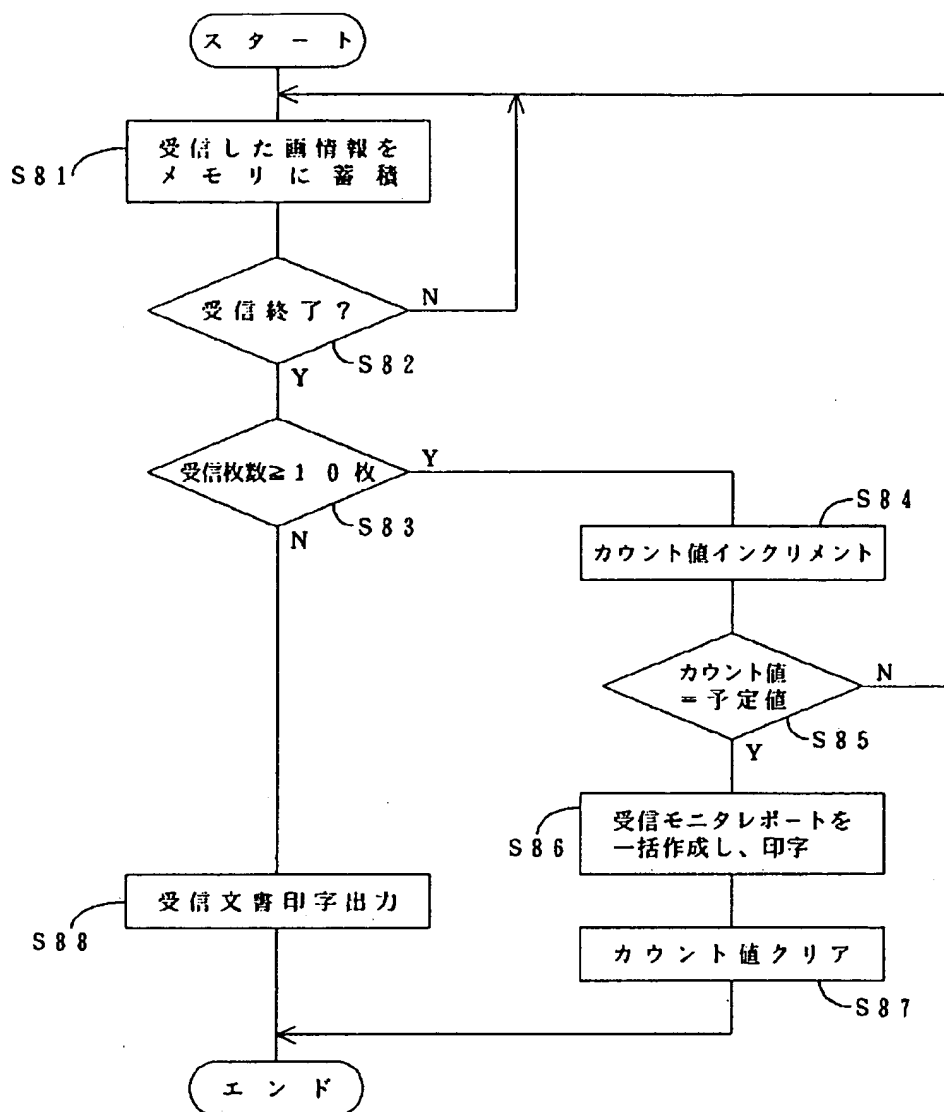 スタート
受信した画情報を
メモリに蓄積
S81
受信終了?
N
S82
Y
受信枚数≧10枚
Y
S83
N
S84
カウント値インクリメント
カウント値
=予定値
N
S85
Y
受信モニタレポートを
一括作成し、印字
S86
受信文書印字出力
S88
カウント値クリア
S87
エンド